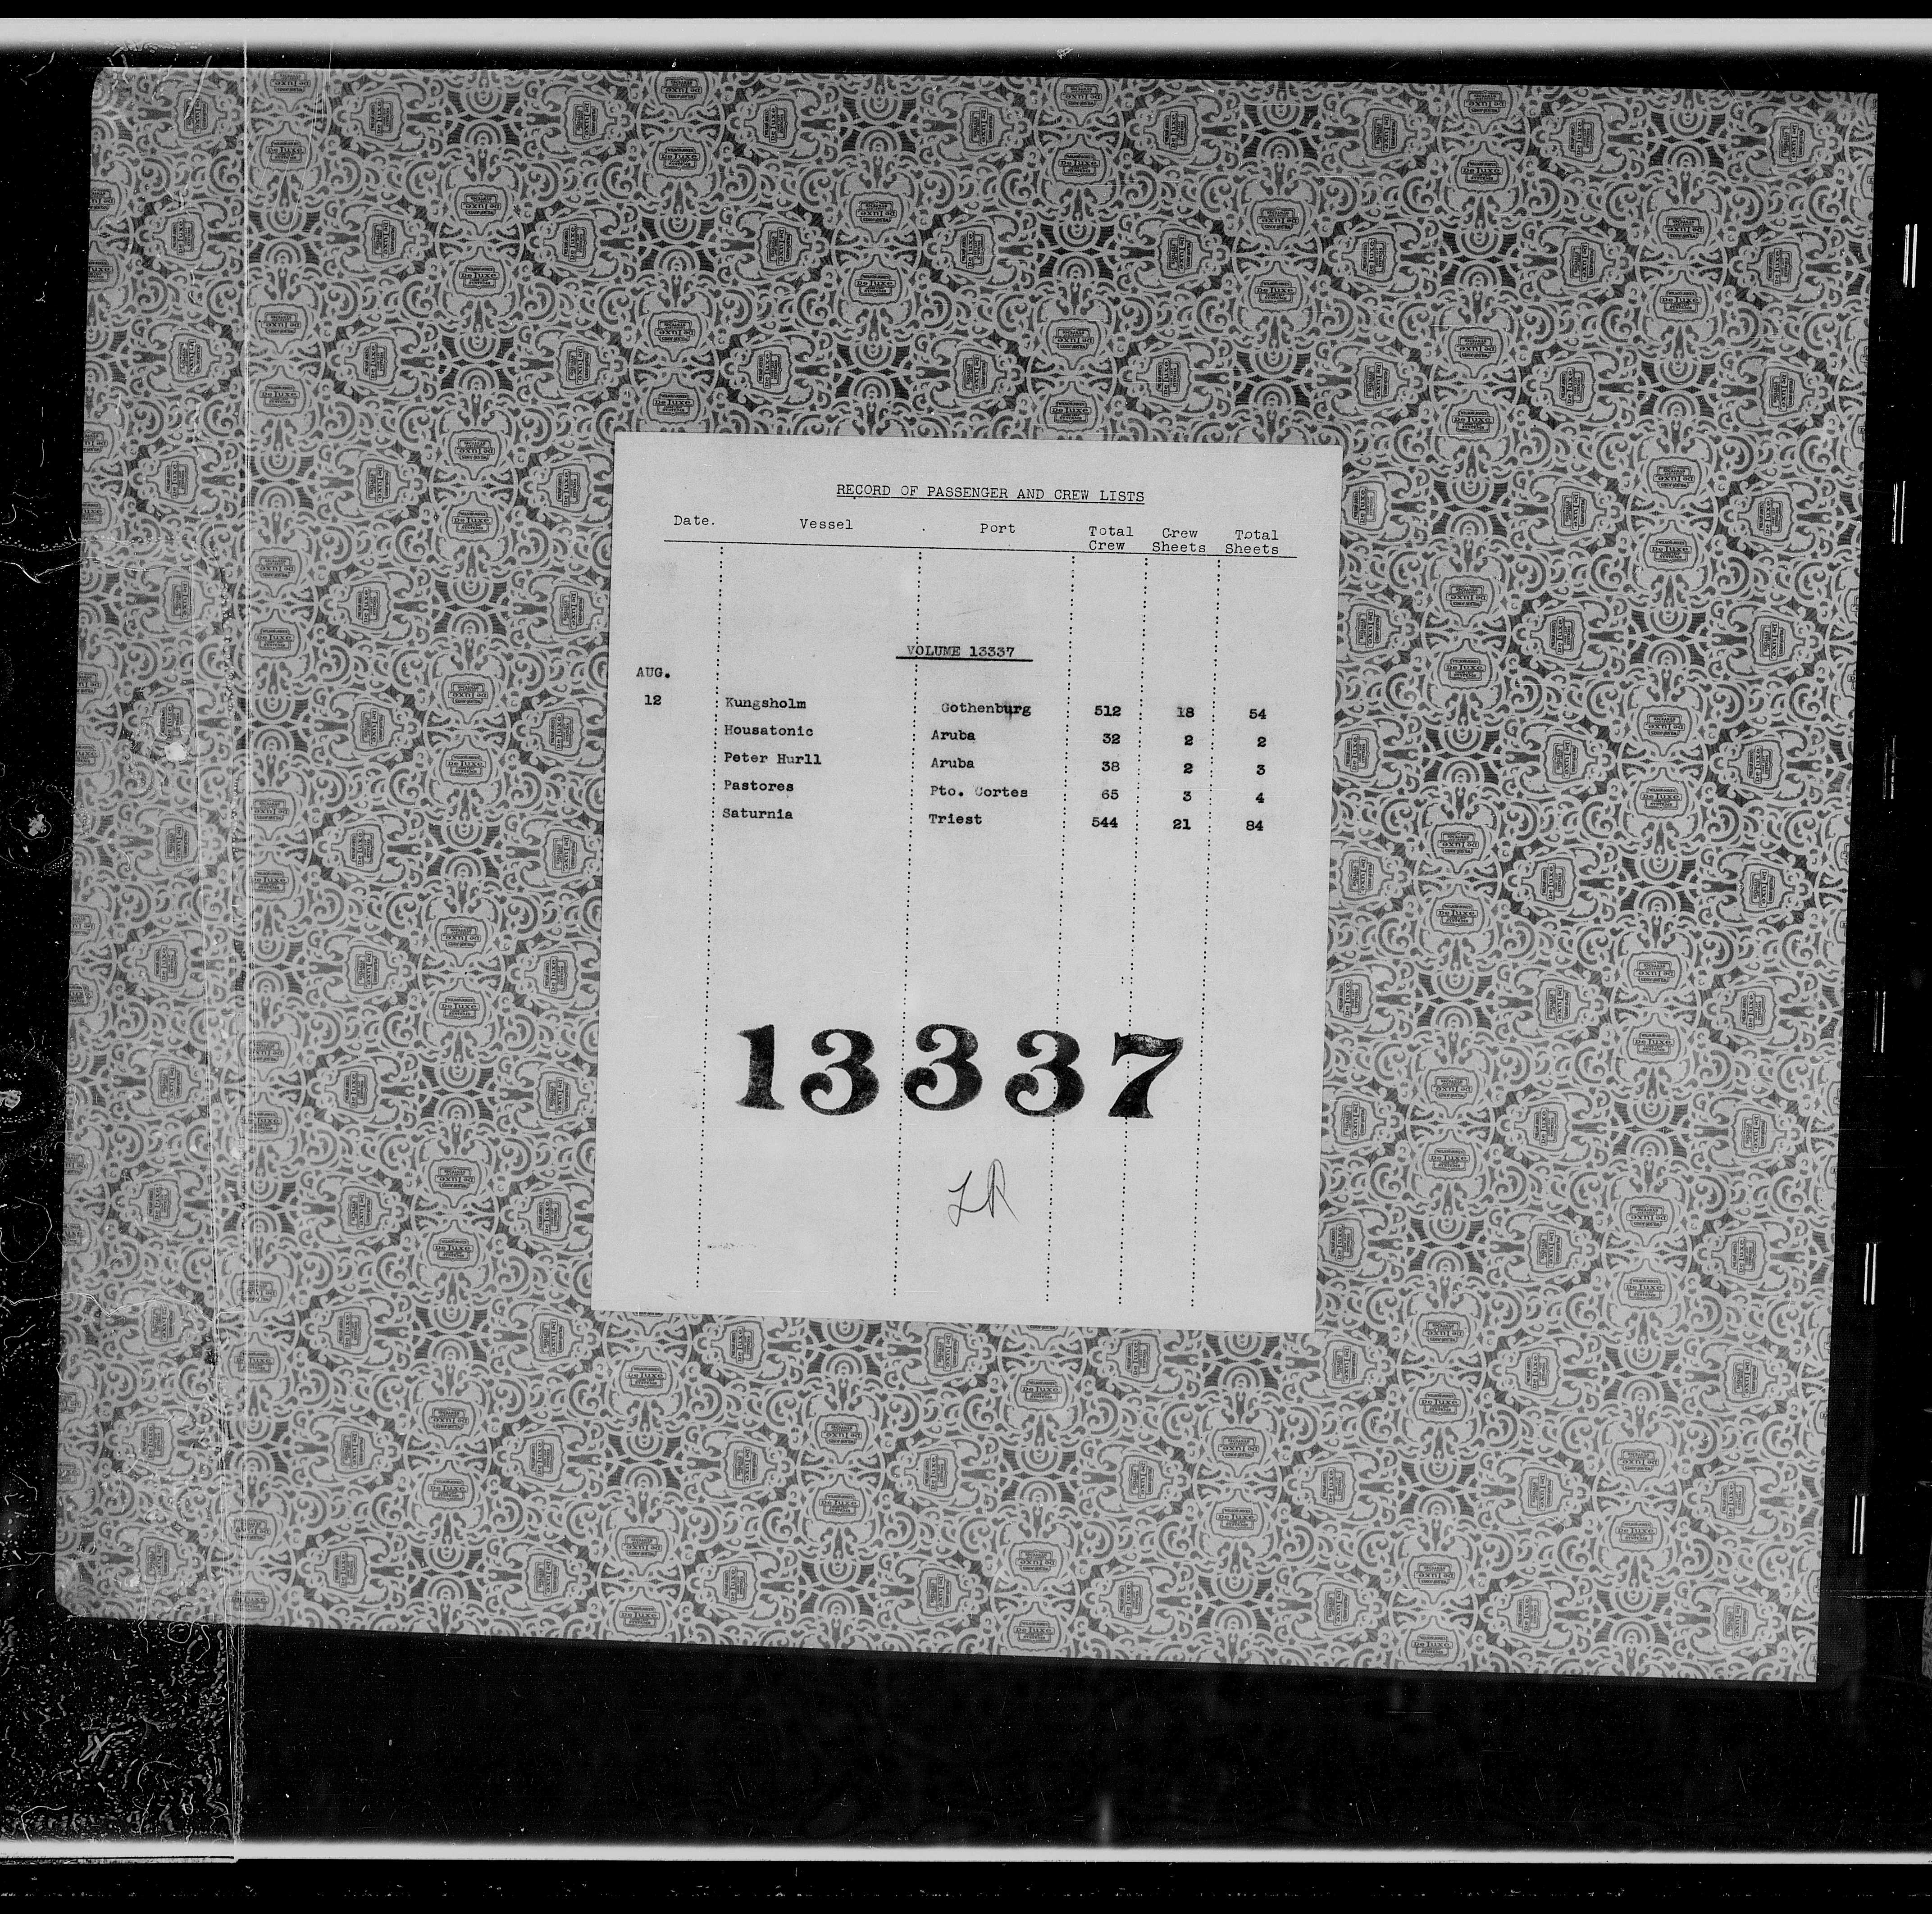 RECORD OF PASSENGER AND CREW LISTS
Date. Vessel Port Total Crew Crew Sheets Total Sheets
VOLUME 13337
AUG.
12 Kungsholm Gothenburg 512 18 54
Housatonic Aruba 32 2 2
Peter Hurll Aruba 38 2 3
Pastores Pto. Cortes 65 3 4
Saturnia Triest 544 21 84
13337
LR